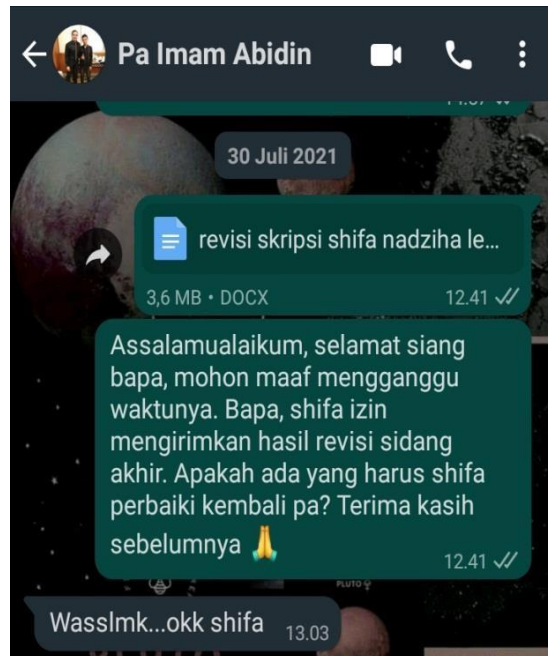 Pa Imam Abidin
30 Juli 2021
revisi skripsi shifa nadziha le...
3,6 MB • DOCX 12.41
Assalamualaikum, selamat siang
bapa, mohon maaf mengganggu
waktunya. Bapa, shifa izin
mengirimkan hasil revisi sidang
akhir. Apakah ada yang harus shifa
perbaiki kembali pa? Terima kasih
sebelumnya 🙏
12.41
PLUTO
Wasslmk...okk shifa 13.03